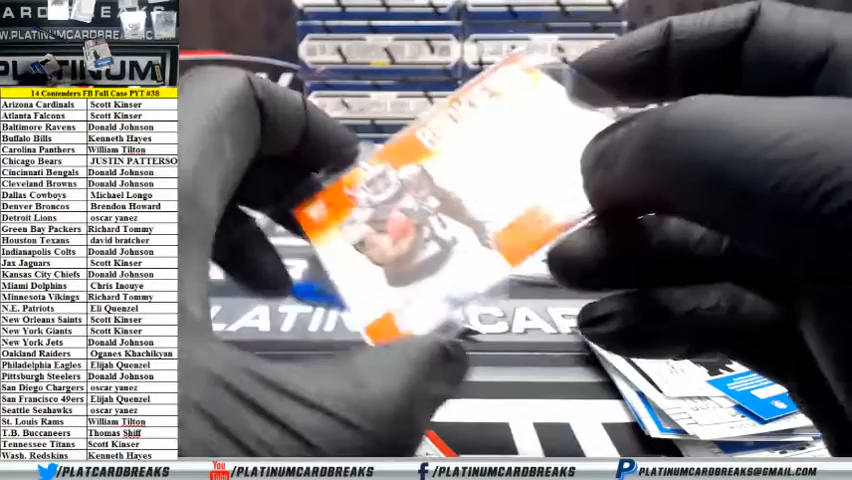 WWW.PLATINUMCARDBREAKS.
PLATINUM
14 Contenders FB Full Case PYT #38
Arizona Cardinals Scott Kinser
Atlanta Falcons Scott Kinser
Baltimore Ravens Donald Johnson
Buffalo Bills Kenneth Hayes
Carolina Panthers William Tilton
Chicago Bears JUSTIN PATTERSO
Cincinnati Bengals Donald Johnson
Cleveland Browns Donald Johnson
Dallas Cowboys Michael Longo
Denver Broncos Brendon Howard
Detroit Lions oscar yanez
Green Bay Packers Richard Tommy
Houston Texans david bratcher
Indianapolis Colts Donald Johnson
Jax Jaguars Scott Kinser
Kansas City Chiefs Donald Johnson
Miami Dolphins Chris Inouye
Minnesota Vikings Richard Tommy
N.E. Patriots Eli Quenzel
New Orleans Saints Scott Kinser
New York Giants Scott Kinser
New York Jets Donald Johnson
Oakland Raiders Oganes Khachikyan
Philadelphia Eagles Elijah Quenzel
Pittsburgh Steelers Donald Johnson
San Diego Chargers oscar yanez
San Francisco 49ers Elijah Quenzel
Seattle Seahawks oscar yanez
St. Louis Rams William Tilton
T.B. Buccaneers Thomas Shiff
Tennessee Titans Scott Kinser
Wash. Redskins Kenneth Hayes
/PLATCARDBREAKS
You Tube /PLATINUMCARDBREAKS
/PLATINUMCARDBREAKS
PLATINUMCARDBREAKS@GMAIL.COM